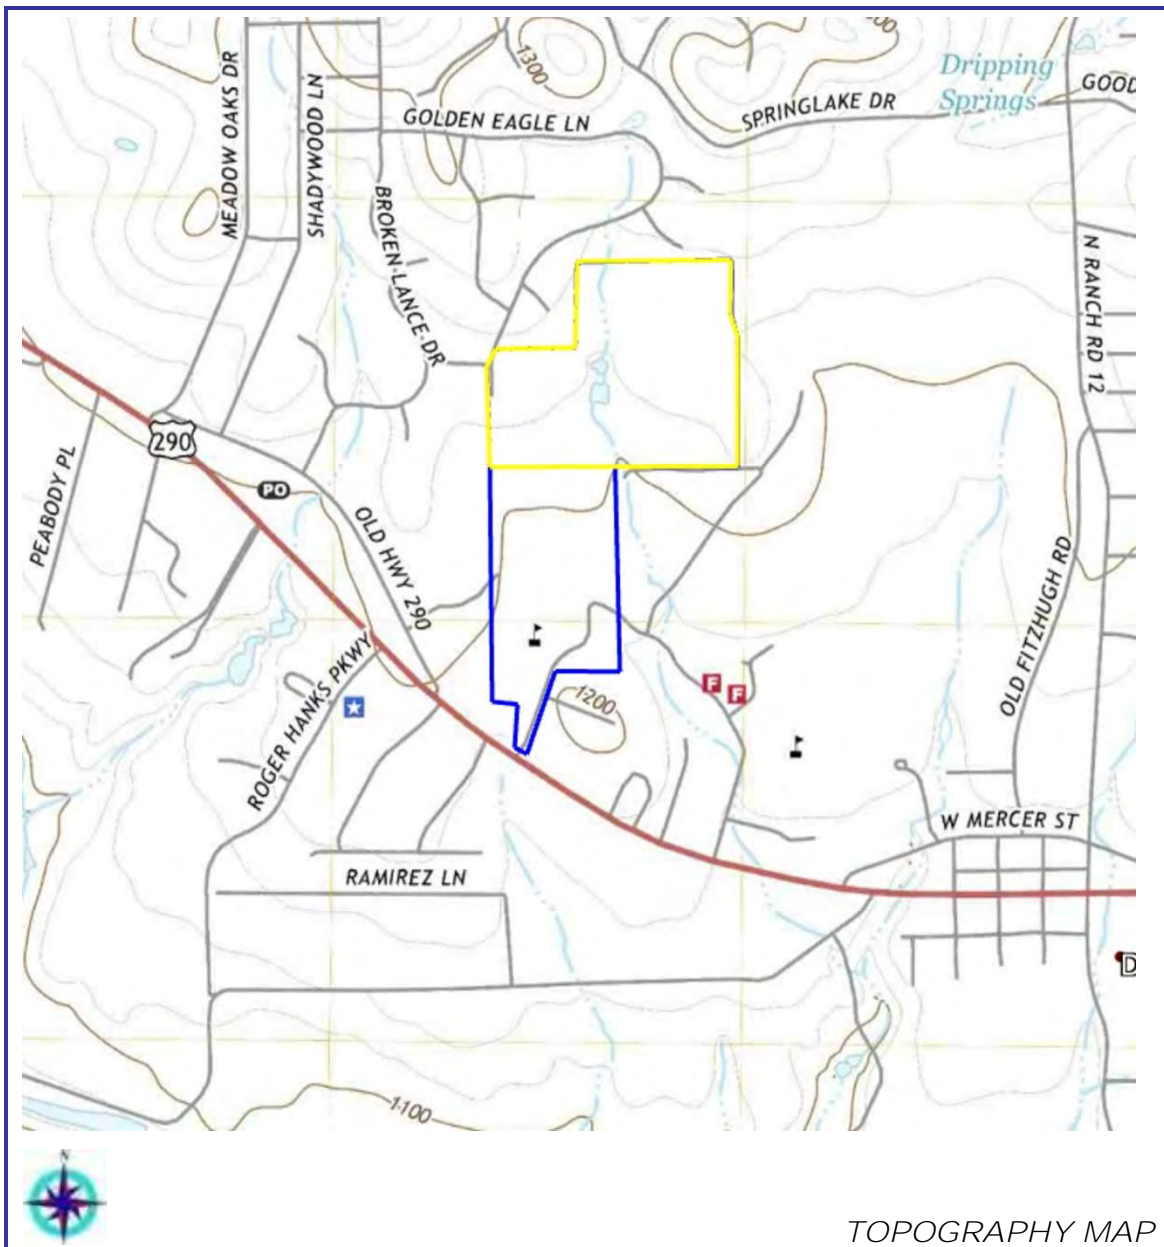 1300
00
Dripping
Springs
GOOD
MEADOW OAKS DR
SHADYWOOD LN
GOLDEN EAGLE LN
SPRINGLAKE DR
BROKEN LANCE DR
N RANCH RD 12
290
PO
PEABODY PL
OLD HWY 290
OLD FITZHUGH RD
ROGER HANKS PKWY
1200
F
F
W MERCER ST
RAMIREZ LN
D
1100
N
TOPOGRAPHY MAP